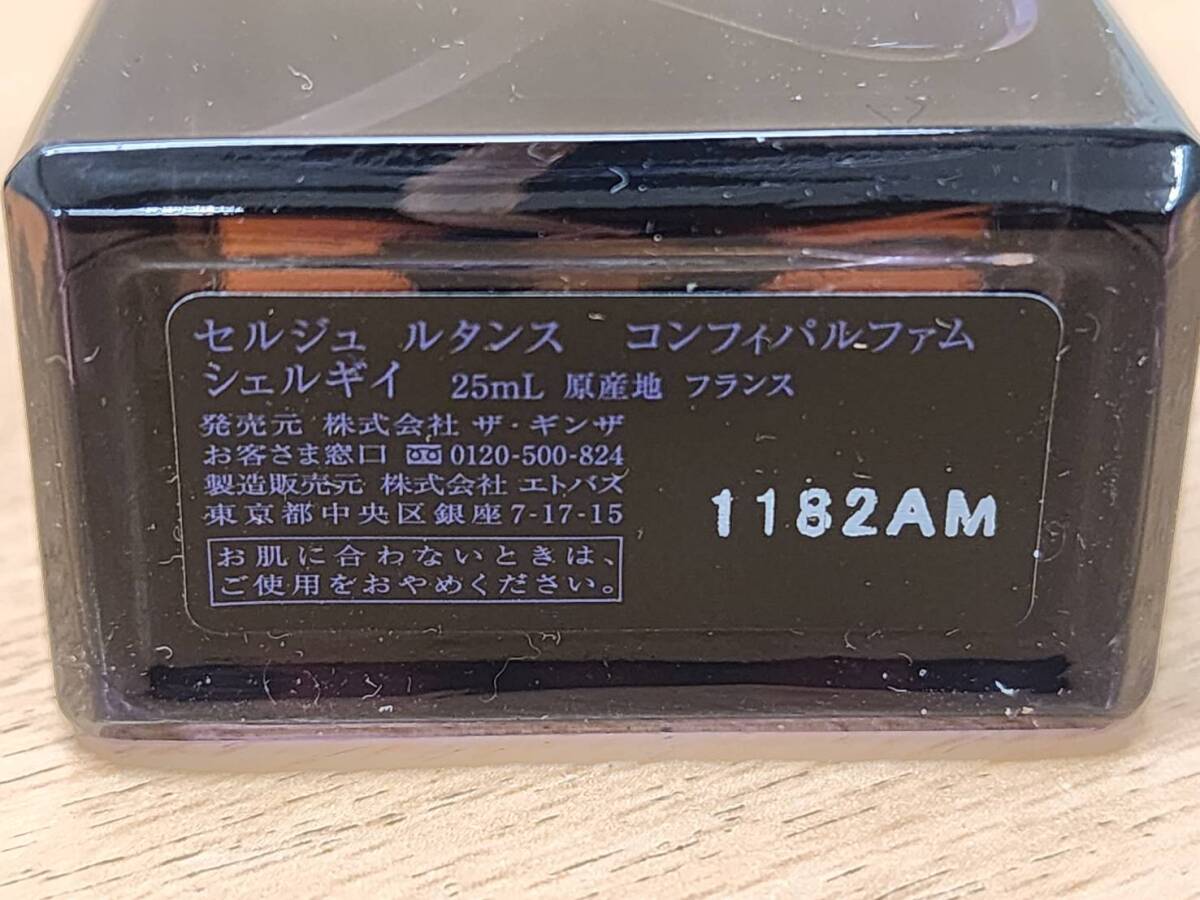 セルジュ ルタンス コンフィパルファム
シェルギイ 25mL 原産地 フランス
発売元 株式会社 ザ・ギンザ
お客さま窓口 0120-500-824
製造販売元 株式会社 エトバス
東京都中央区銀座7-17-15
お肌に合わないときは、
ご使用をおやめください。
1182AM